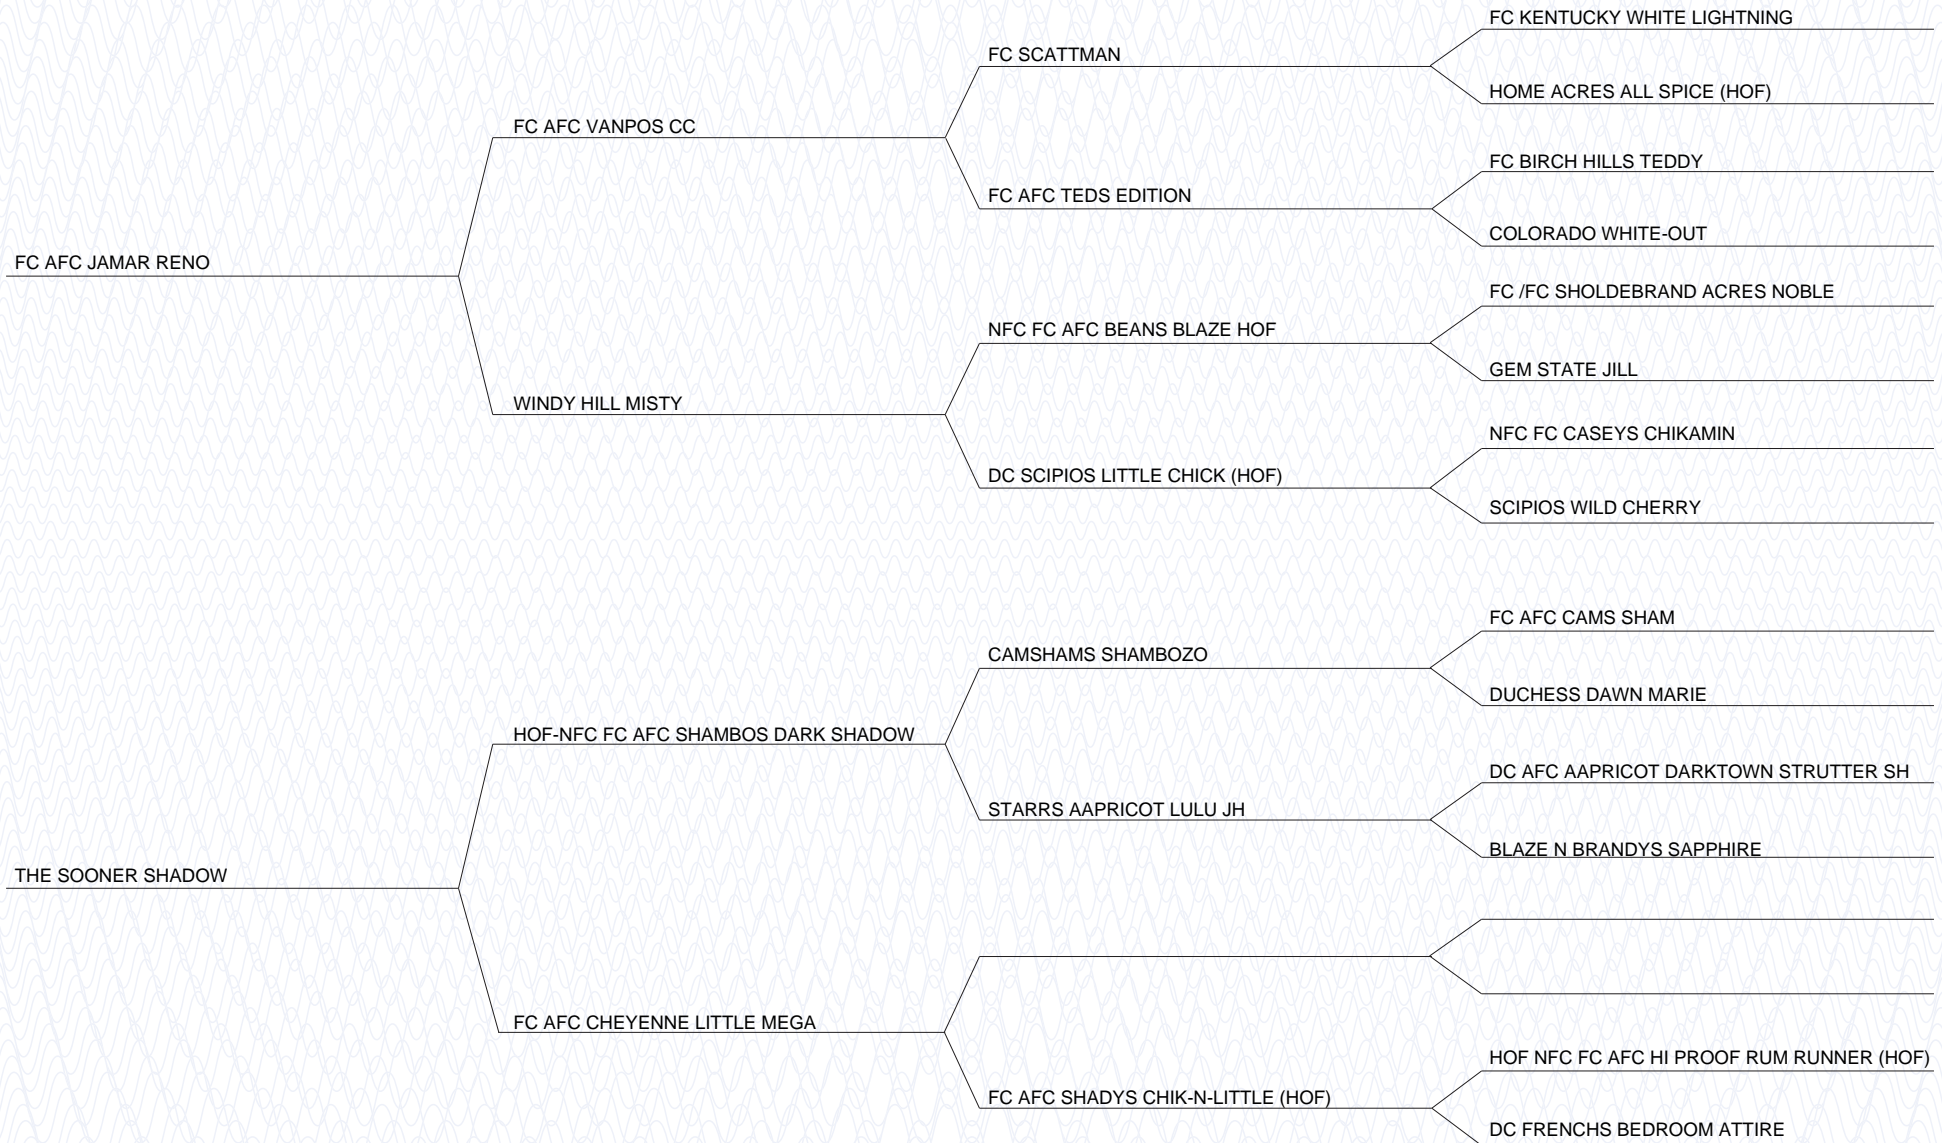 FC KENTUCKY WHITE LIGHTNING
FC SCATTMAN
HOME ACRES ALL SPICE (HOF)
FC AFC VANPOS CC
FC BIRCH HILLS TEDDY
FC AFC TEDS EDITION
COLORADO WHITE-OUT
FC AFC JAMAR RENO
FC /FC SHOLDEBRAND ACRES NOBLE
NFC FC AFC BEANS BLAZE HOF
GEM STATE JILL
WINDY HILL MISTY
NFC FC CASEYS CHIKAMIN
DC SCIPIOS LITTLE CHICK (HOF)
SCIPIOS WILD CHERRY
FC AFC CAMS SHAM
CAMSHAMS SHAMBOZO
DUCHESS DAWN MARIE
HOF-NFC FC AFC SHAMBOS DARK SHADOW
DC AFC AAPRICOT DARKTOWN STRUTTER SH
STARRS AAPRICOT LULU JH
BLAZE N BRANDYS SAPPHIRE
THE SOONER SHADOW
FC AFC CHEYENNE LITTLE MEGA
HOF NFC FC AFC HI PROOF RUM RUNNER (HOF)
FC AFC SHADYS CHIK-N-LITTLE (HOF)
DC FRENCHS BEDROOM ATTIRE